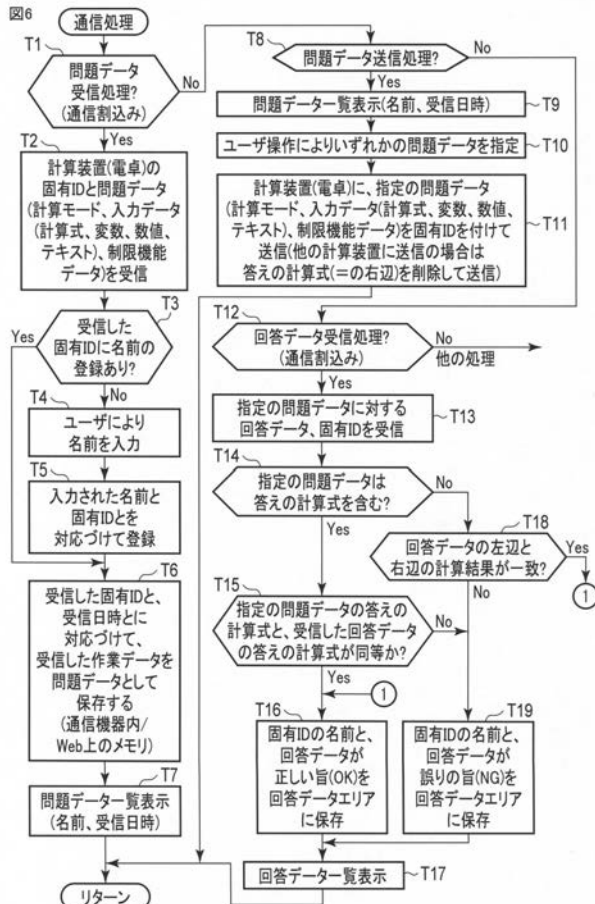 図6
通信処理
T1
問題データ
受信処理?
(通信割込み)
No
Yes
T2
計算装置(電卓)の
固有IDと問題データ
(計算モード、入力データ
(計算式、変数、数値、
テキスト)、制限機能
データ)を受信
T3
受信した
固有IDに名前の
登録あり?
Yes
No
T4
ユーザにより
名前を入力
T5
入力された名前と
固有IDとを
対応づけて登録
T6
受信した固有IDと、
受信日時とに
対応づけて、
受信した作業データを
問題データとして
保存する
(通信機器内/
Web上のメモリ)
T7
問題データ一覧表示
(名前、受信日時)
リターン
T8
問題データ送信処理?
No
Yes
問題データ一覧表示(名前、受信日時)
T9
ユーザ操作によりいずれかの問題データを指定
T10
計算装置(電卓)に、指定の問題データ
(計算モード、入力データ(計算式、変数、数値、
テキスト)、制限機能データ)を固有IDを付けて
送信(他の計算装置に送信の場合は
答えの計算式(=の右辺)を削除して送信)
T11
T12
回答データ受信処理?
(通信割込み)
No
他の処理
Yes
指定の問題データに対する
回答データ、固有IDを受信
T13
T14
指定の問題データは
答えの計算式を含む?
No
Yes
T18
回答データの左辺と
右辺の計算結果が一致?
Yes
1
No
T15
指定の問題データの答えの
計算式と、受信した回答データ
の答えの計算式が同等か?
No
Yes
1
T16
固有IDの名前と、
回答データが
正しい旨(OK)を
回答データエリア
に保存
T19
固有IDの名前と、
回答データが
誤りの旨(NG)を
回答データエリア
に保存
回答データ一覧表示
T17